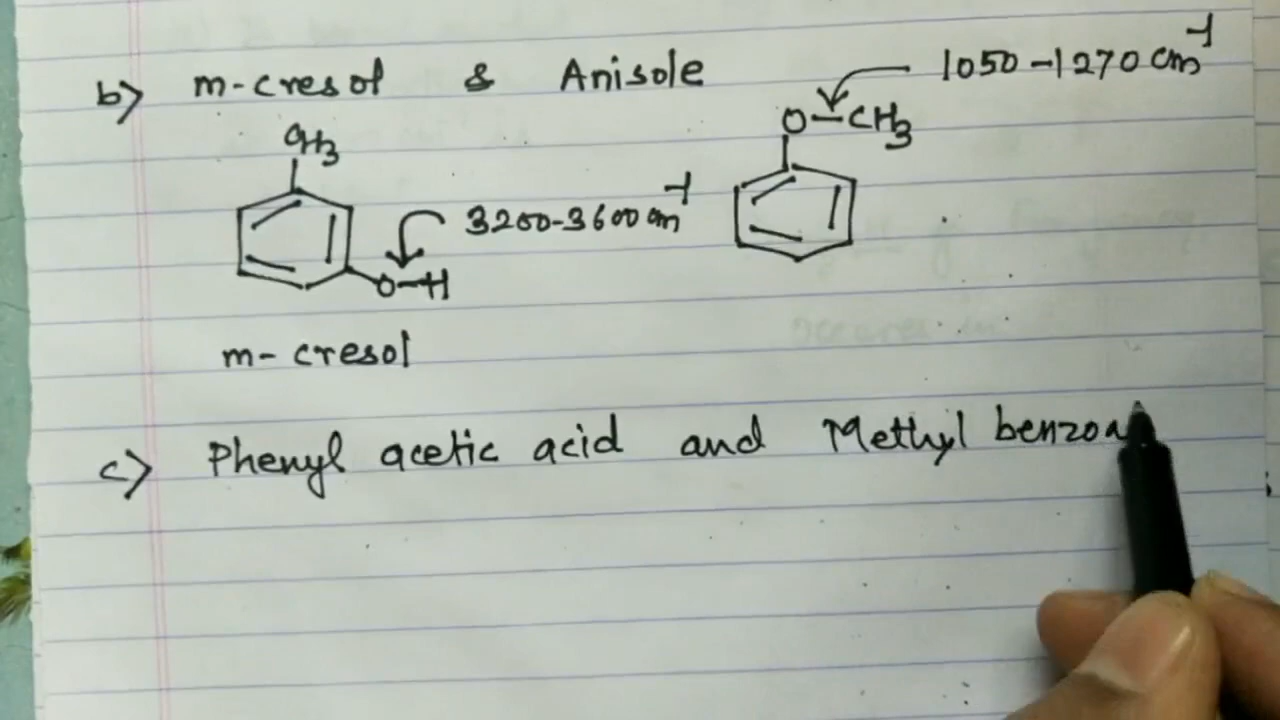 b) m-cresol & Anisole
1050-1270 cm⁻¹
O-CH3
CH3
3200-3600 cm⁻¹
O-H
m-cresol
c) Phenyl acetic acid and Methyl benzoa